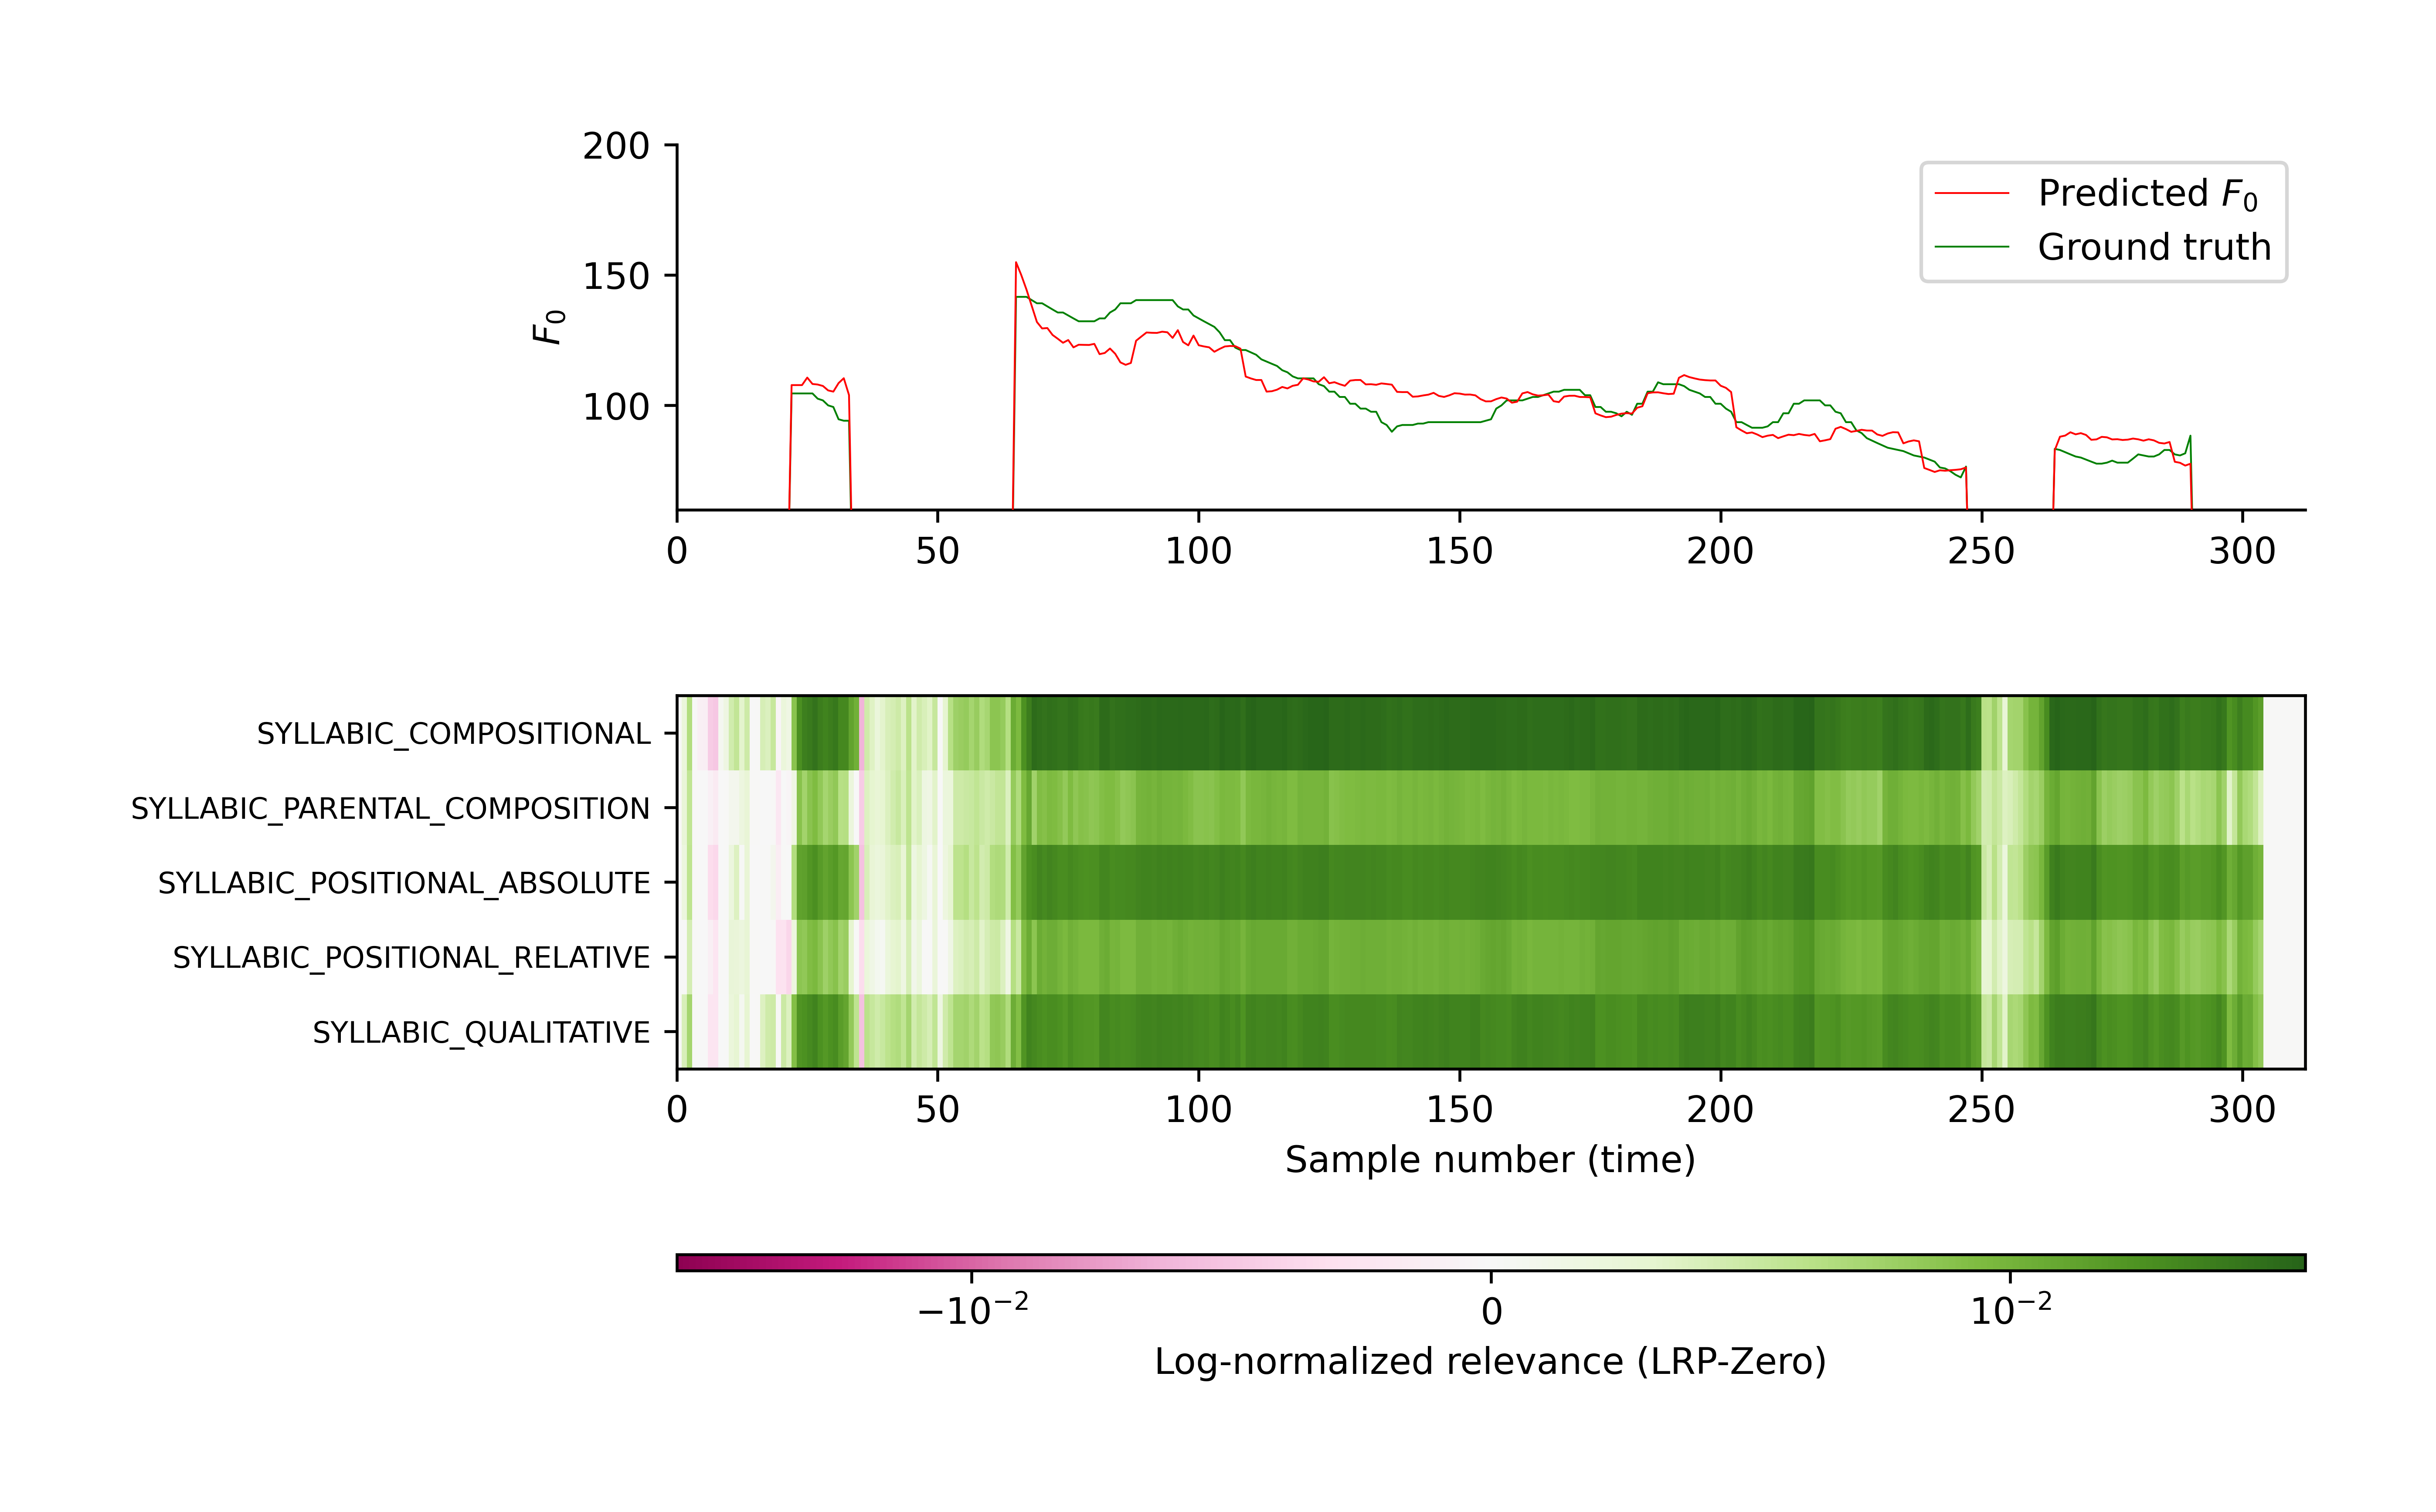 200
150
100
F₀
Predicted F₀
Ground truth
0 50 100 150 200 250 300
SYLLABIC_COMPOSITIONAL
SYLLABIC_PARENTAL_COMPOSITION
SYLLABIC_POSITIONAL_ABSOLUTE
SYLLABIC_POSITIONAL_RELATIVE
SYLLABIC_QUALITATIVE
0 50 100 150 200 250 300
Sample number (time)
−10⁻² 0 10⁻²
Log-normalized relevance (LRP-Zero)